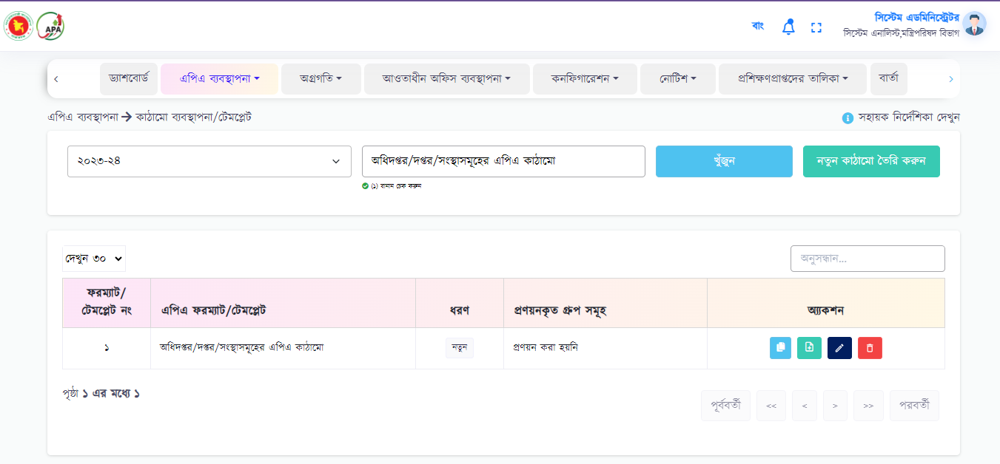 APA
বাং
সিস্টেম এডমিনিস্ট্রেটর
সিস্টেম এনালিস্ট,মন্ত্রিপরিষদ বিভাগ
ড্যাশবোর্ড এপিএ ব্যবস্থাপনা অগ্রগতি আওতাধীন অফিস ব্যবস্থাপনা কনফিগারেশন নোটিশ প্রশিক্ষণপ্রাপ্তদের তালিকা বার্তা
এপিএ ব্যবস্থাপনা → কাঠামো ব্যবস্থাপনা/টেমপ্লেট
সহায়ক নির্দেশিকা দেখুন
২০২৩-২৪
অধিদপ্তর/দপ্তর/সংস্থাসমূহের এপিএ কাঠামো
খুঁজুন
নতুন কাঠামো তৈরি করুন
(১) বানান চেক করুন
দেখুন ৩০
অনুসন্ধান...
ফরম্যাট/
টেমপ্লেট নং এপিএ ফরম্যাট/টেমপ্লেট ধরণ প্রণয়নকৃত গ্রুপ সমূহ অ্যাকশন
১ অধিদপ্তর/দপ্তর/সংস্থাসমূহের এপিএ কাঠামো নতুন প্রণয়ন করা হয়নি
পৃষ্ঠা ১ এর মধ্যে ১
পূর্ববর্তী << < > >> পরবর্তী